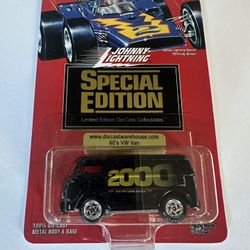 JOHNNY
LIGHTNING
SPECIAL
EDITION
Limited Edition Die-Cast Collectibles
www.diecastwarehouse.com
60's VW Van
2000
100% DIE-CAST
METAL BODY & BASE